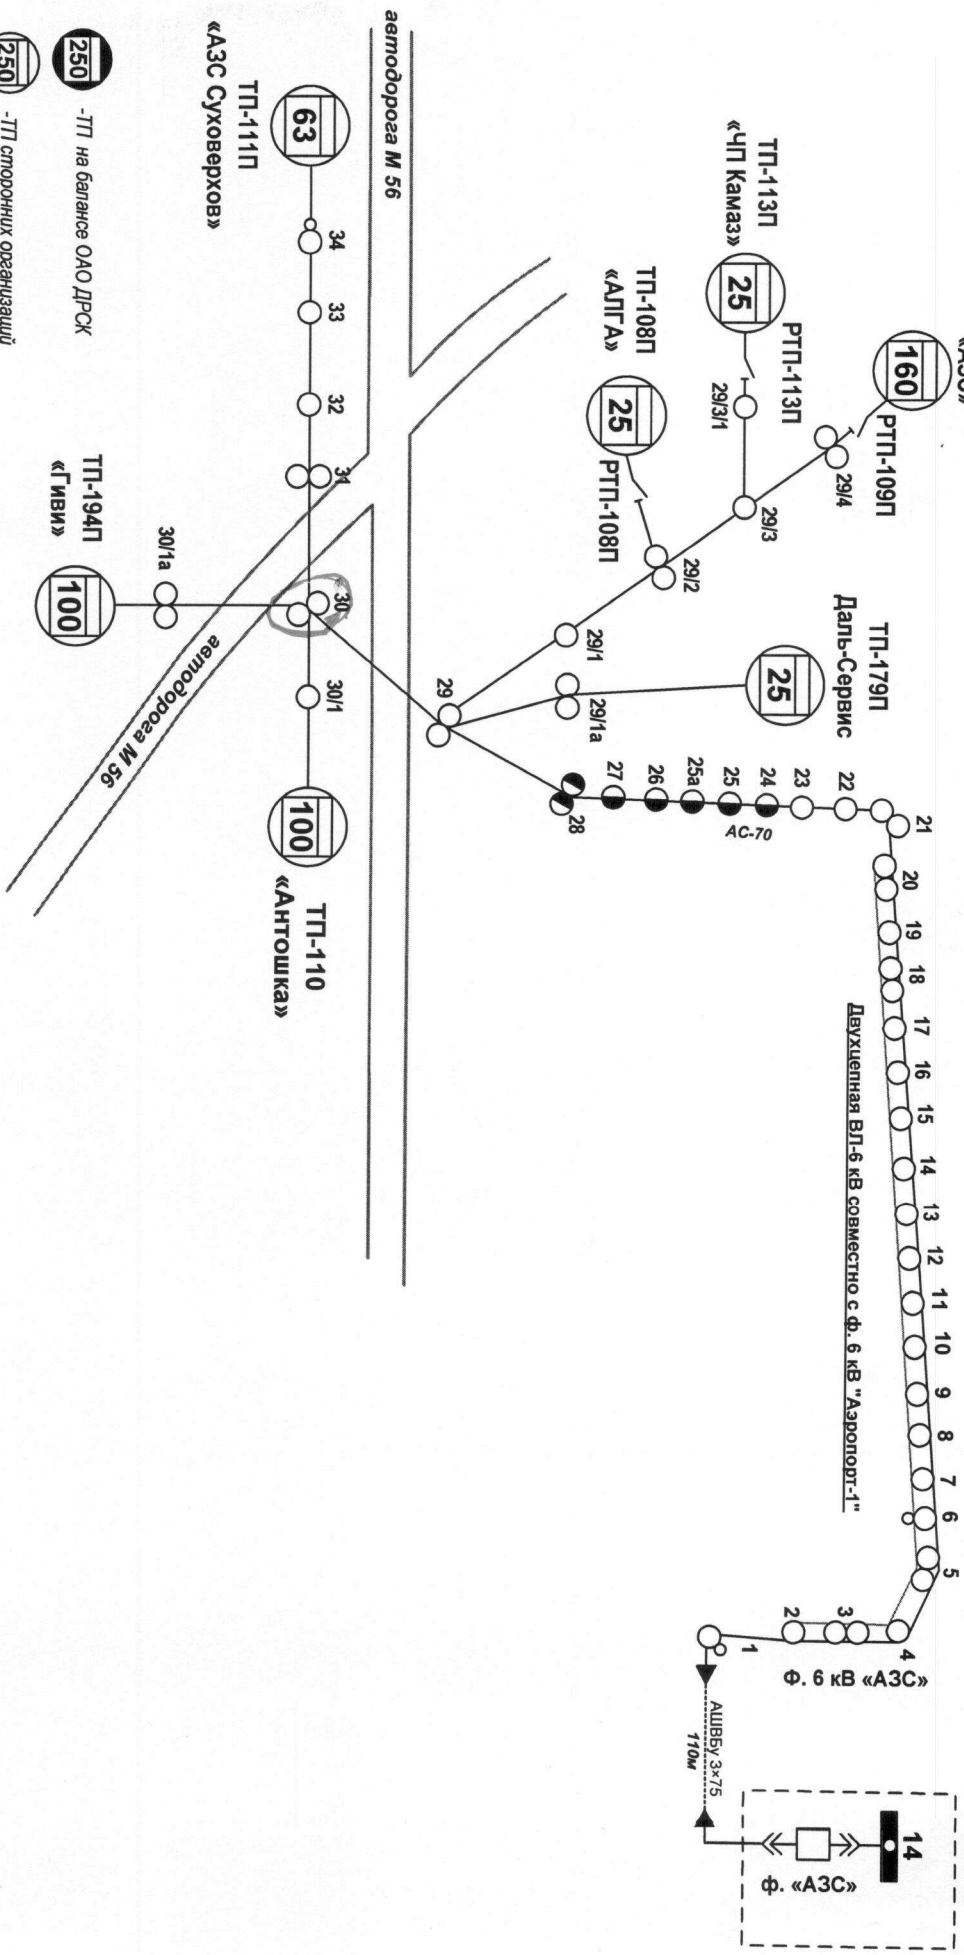 «АЗС»
160
РТП-109П
29/4
ТП-113П
«ЧП Камаз»
25
РТП-113П
29/3/1
29/3
ТП-108П
«АЛГА»
25
РТП-108П
29/2
29/1
ТП-179П
Даль-Сервис
25
29/1а
29
автодорога М 56
ТП-111П
«АЗС Суховерхов»
63
34
33
32
31
30
30/1
100
ТП-110
«Антошка»
30/1а
ТП-194П
«Гиви»
100
автодорога М 56
250
-ТП на балансе ОАО ДРСК
250
-ТП сторонних организаций
28
27
26
25а
25
24
АС-70
23
22
21
20
19
18
17
16
15
14
13
12
11
10
9
8
7
6
5
4
3
2
1
Двухцепная ВЛ-6 кВ совместно с ф. 6 кВ "Аэропорт-1"
Ф. 6 кВ «АЗС»
АШВБу 3×75
110м
14
ф. «АЗС»